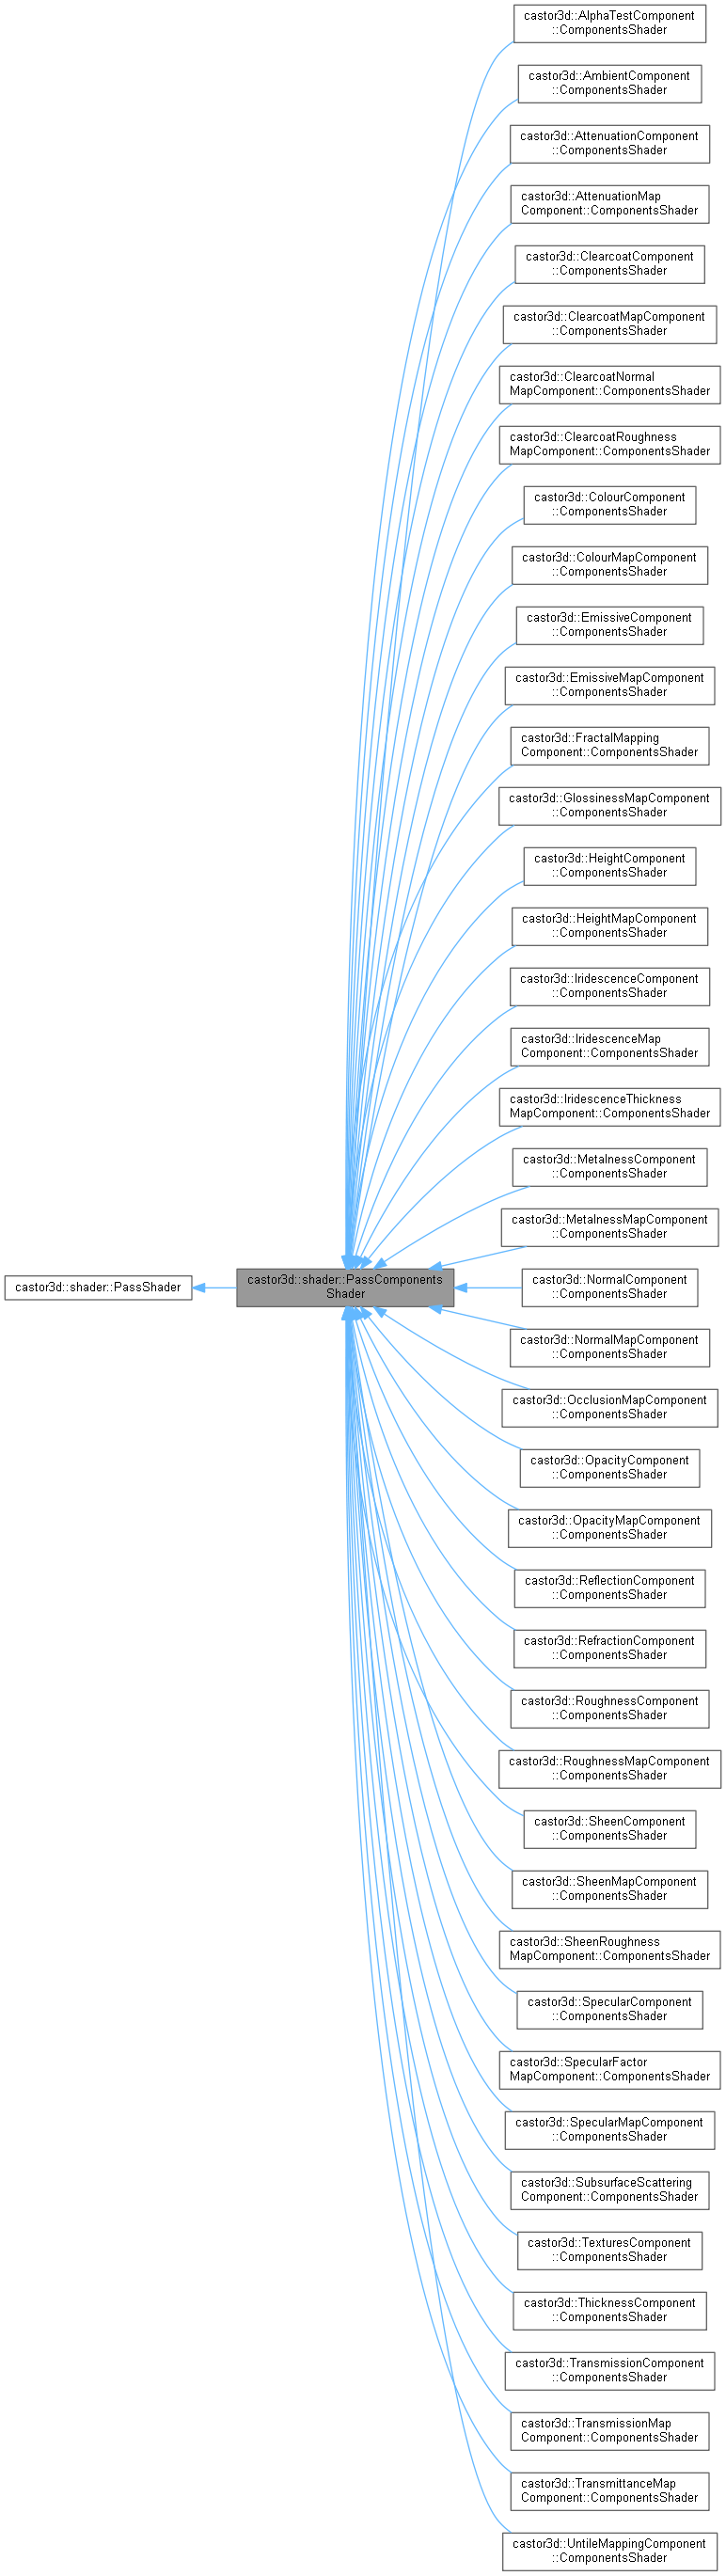 castor3d::AlphaTestComponent
::ComponentsShader
castor3d::AmbientComponent
::ComponentsShader
castor3d::AttenuationComponent
::ComponentsShader
castor3d::AttenuationMap
Component::ComponentsShader
castor3d::ClearcoatComponent
::ComponentsShader
castor3d::ClearcoatMapComponent
::ComponentsShader
castor3d::ClearcoatNormal
MapComponent::ComponentsShader
castor3d::ClearcoatRoughness
MapComponent::ComponentsShader
castor3d::ColourComponent
::ComponentsShader
castor3d::ColourMapComponent
::ComponentsShader
castor3d::EmissiveComponent
::ComponentsShader
castor3d::EmissiveMapComponent
::ComponentsShader
castor3d::FractalMapping
Component::ComponentsShader
castor3d::GlossinessMapComponent
::ComponentsShader
castor3d::HeightComponent
::ComponentsShader
castor3d::HeightMapComponent
::ComponentsShader
castor3d::IridescenceComponent
::ComponentsShader
castor3d::IridescenceMap
Component::ComponentsShader
castor3d::IridescenceThickness
MapComponent::ComponentsShader
castor3d::MetalnessComponent
::ComponentsShader
castor3d::MetalnessMapComponent
::ComponentsShader
castor3d::shader::PassShader
castor3d::shader::PassComponents
Shader
castor3d::NormalComponent
::ComponentsShader
castor3d::NormalMapComponent
::ComponentsShader
castor3d::OcclusionMapComponent
::ComponentsShader
castor3d::OpacityComponent
::ComponentsShader
castor3d::OpacityMapComponent
::ComponentsShader
castor3d::ReflectionComponent
::ComponentsShader
castor3d::RefractionComponent
::ComponentsShader
castor3d::RoughnessComponent
::ComponentsShader
castor3d::RoughnessMapComponent
::ComponentsShader
castor3d::SheenComponent
::ComponentsShader
castor3d::SheenMapComponent
::ComponentsShader
castor3d::SheenRoughness
MapComponent::ComponentsShader
castor3d::SpecularComponent
::ComponentsShader
castor3d::SpecularFactor
MapComponent::ComponentsShader
castor3d::SpecularMapComponent
::ComponentsShader
castor3d::SubsurfaceScattering
Component::ComponentsShader
castor3d::TexturesComponent
::ComponentsShader
castor3d::ThicknessComponent
::ComponentsShader
castor3d::TransmissionComponent
::ComponentsShader
castor3d::TransmissionMap
Component::ComponentsShader
castor3d::TransmittanceMap
Component::ComponentsShader
castor3d::UntileMappingComponent
::ComponentsShader